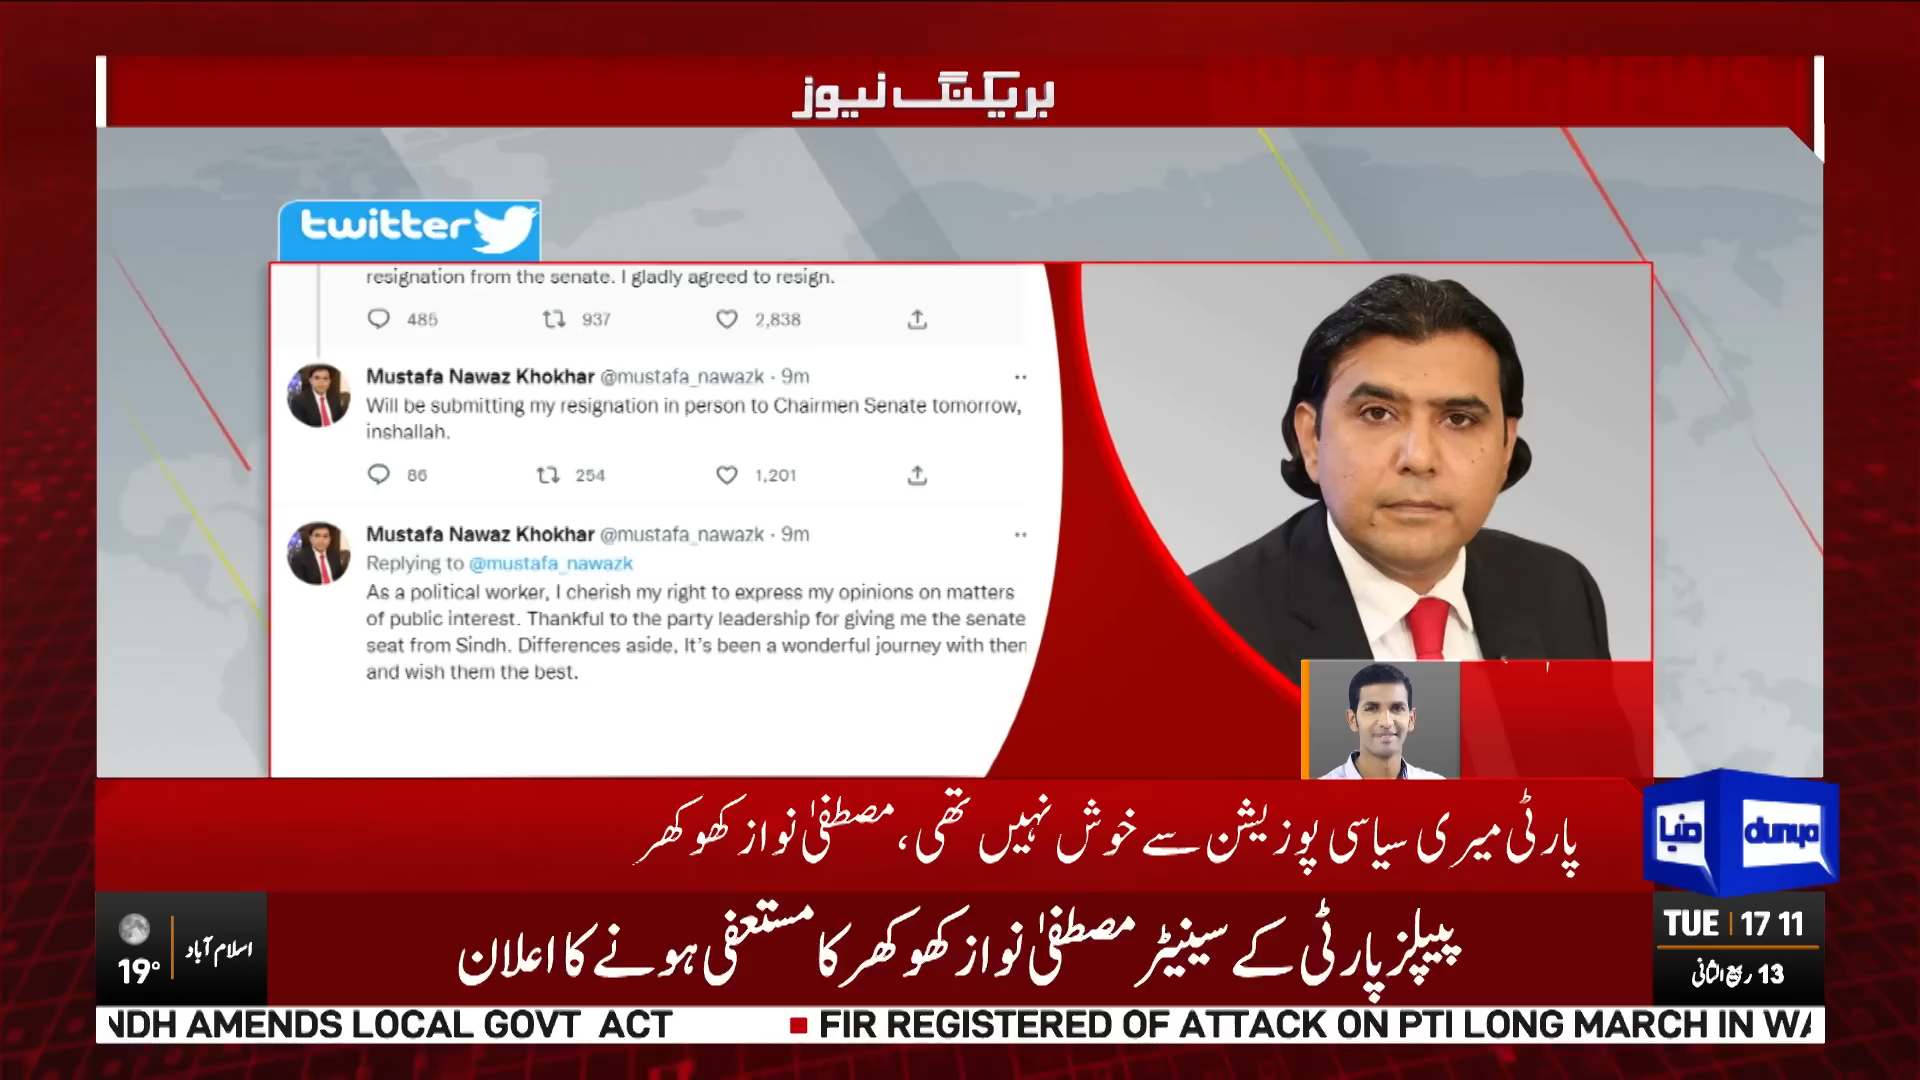 بریکنگ نیوز
BREAKINGNEWS
twitter
resignation from the senate. I gladly agreed to resign.
485 937 2,838
Mustafa Nawaz Khokhar @mustafa_nawazk · 9m
Will be submitting my resignation in person to Chairmen Senate tomorrow,
inshallah.
86 254 1,201
Mustafa Nawaz Khokhar @mustafa_nawazk · 9m
Replying to @mustafa_nawazk
As a political worker, I cherish my right to express my opinions on matters
of public interest. Thankful to the party leadership for giving me the senate
seat from Sindh. Differences aside, It's been a wonderful journey with then
and wish them the best.
پارٹی میری سیاسی پوزیشن سے خوش نہیں تھی، مصطفیٰ نواز کھوکھر
دنیا dunya
پیپلز پارٹی کے سینیٹر مصطفیٰ نواز کھوکھر کا مستعفی ہونے کا اعلان
اسلام آباد
19°
TUE 17 11
13 ربیع الثانی
NDH AMENDS LOCAL GOVT ACT FIR REGISTERED OF ATTACK ON PTI LONG MARCH IN WA